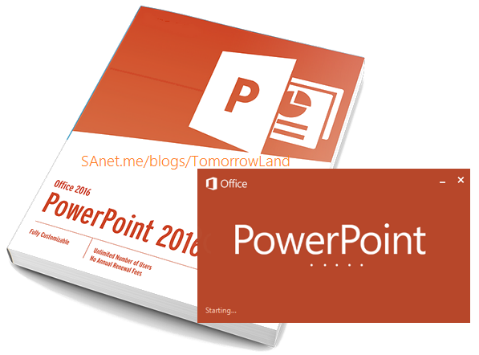 P
SAnet.me/blogs/TomorrowLand
Office 2016
PowerPoint 2016
Fully Customizable
Unlimited Number of Users
No Annual Renewal Fees
Office
PowerPoint
Starting...